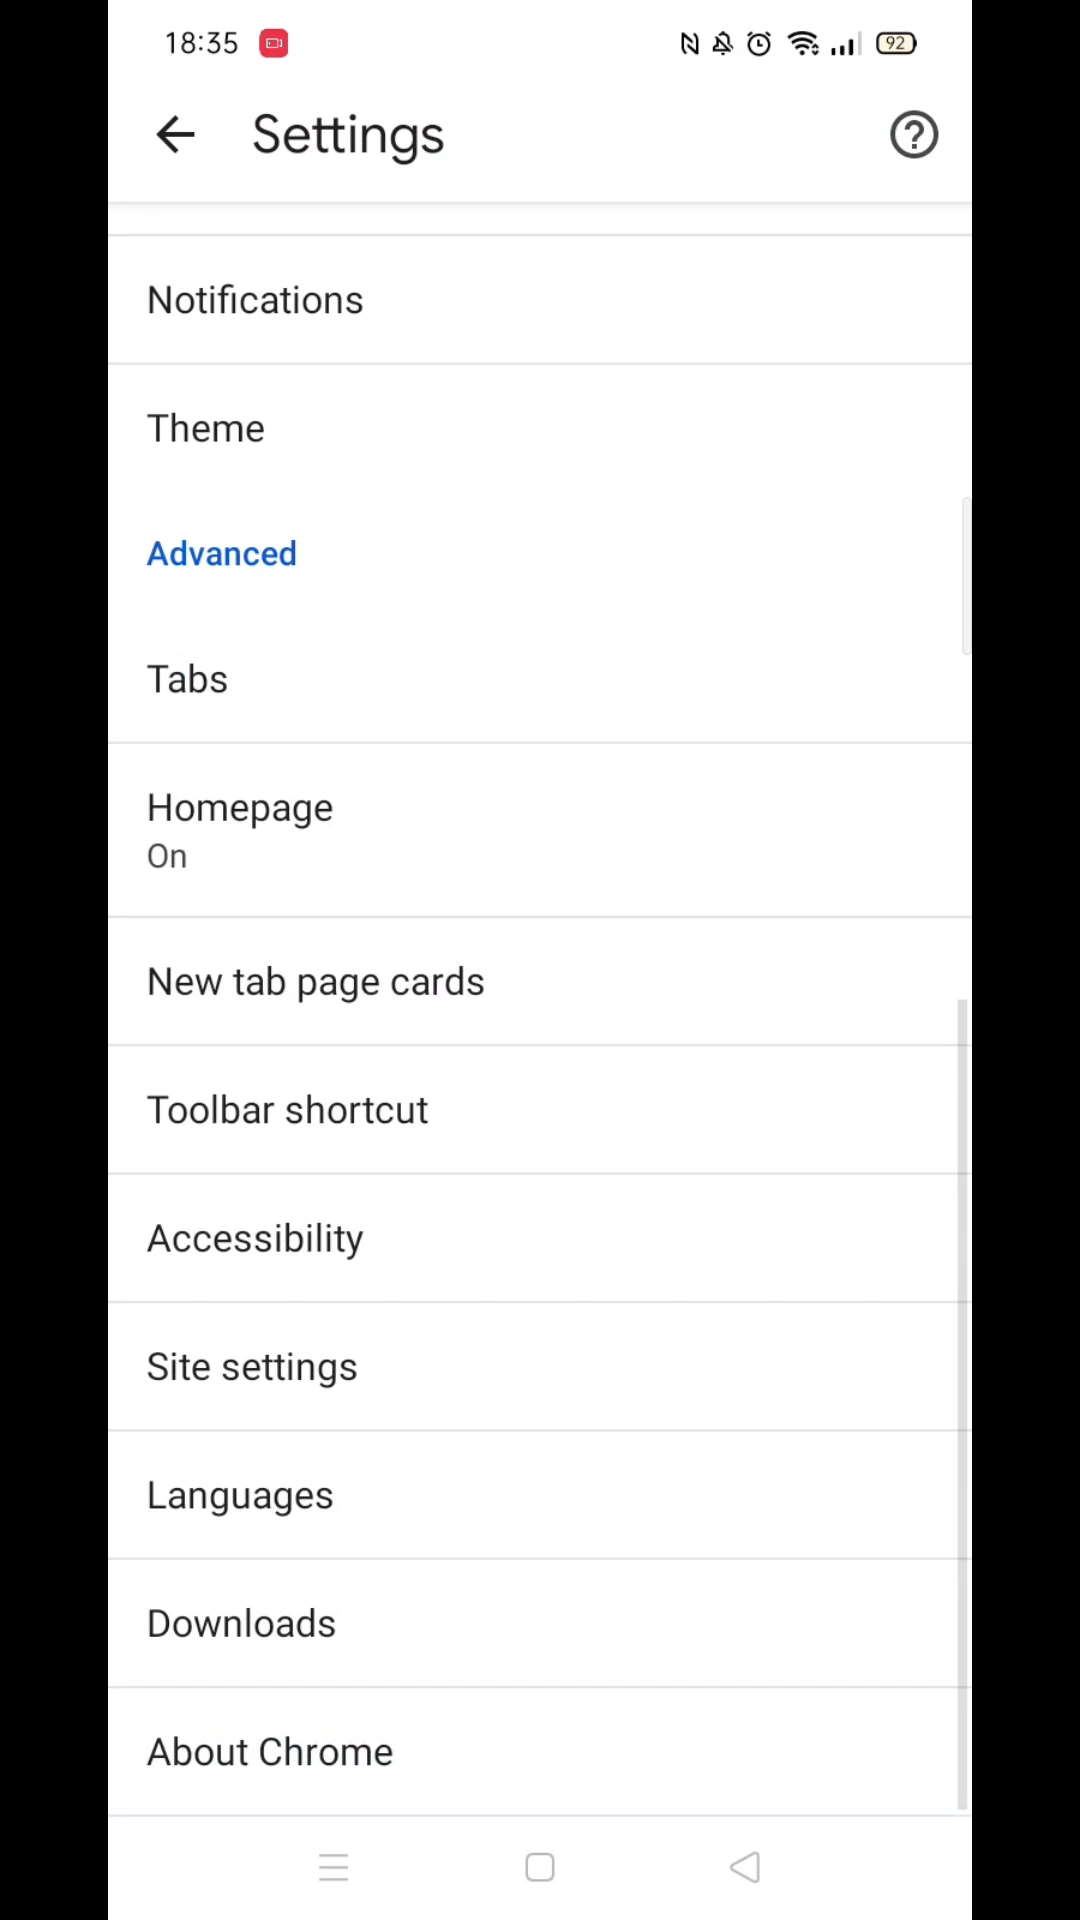 18:35
92
Settings
Notifications
Theme
Advanced
Tabs
Homepage
On
New tab page cards
Toolbar shortcut
Accessibility
Site settings
Languages
Downloads
About Chrome